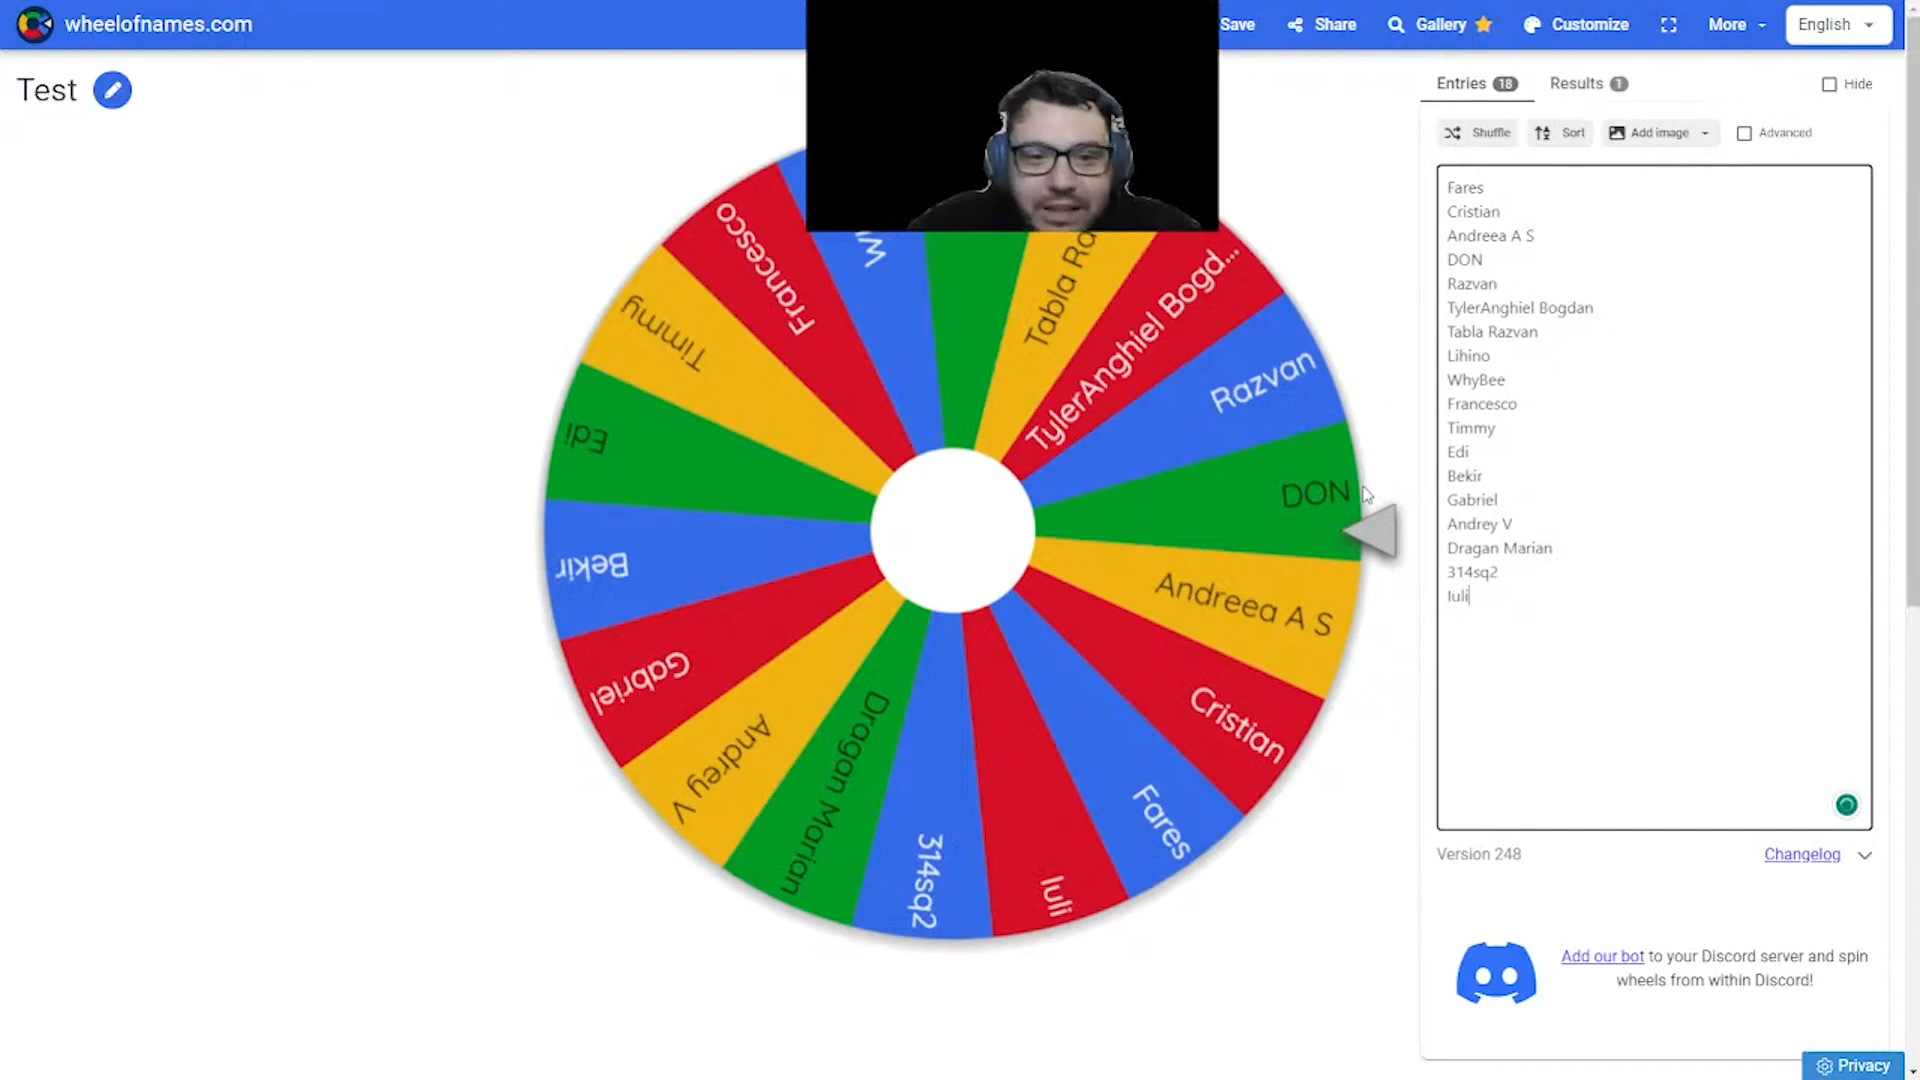 wheelofnames.com
Save
Share
Gallery
Customize
More
English
Test
Entries 18
Results 1
Hide
Shuffle
Sort
Add image
Advanced
Fares
Cristian
Andreea A S
DON
Razvan
TylerAnghiel Bogdan
Tabla Razvan
Lihino
WhyBee
Francesco
Timmy
Edi
Bekir
Gabriel
Andrey V
Dragan Marian
314sq2
Iuli
Version 248
Changelog
Add our bot to your Discord server and spin
wheels from within Discord!
Privacy
W
Tabla Ra
TylerAnghiel Bogd...
Razvan
DON
Andreea A S
Cristian
Fares
Iuli
314sq2
Dragan Marian
Andrey V
Gabriel
Bekir
Edi
Timmy
Francesco